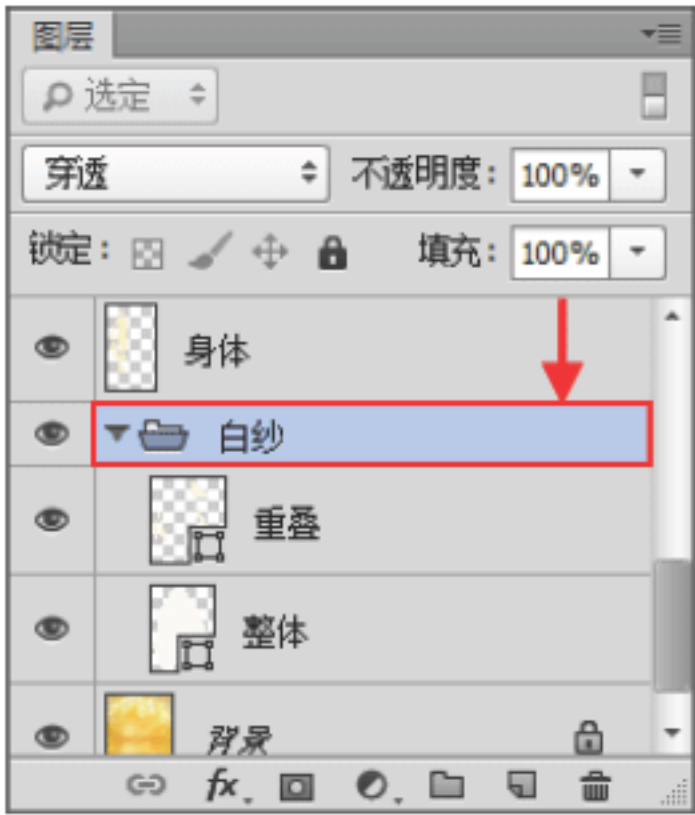 图层
选定
穿透 不透明度: 100%
锁定: 填充: 100%
身体
白纱
重叠
整体
背景
fx.